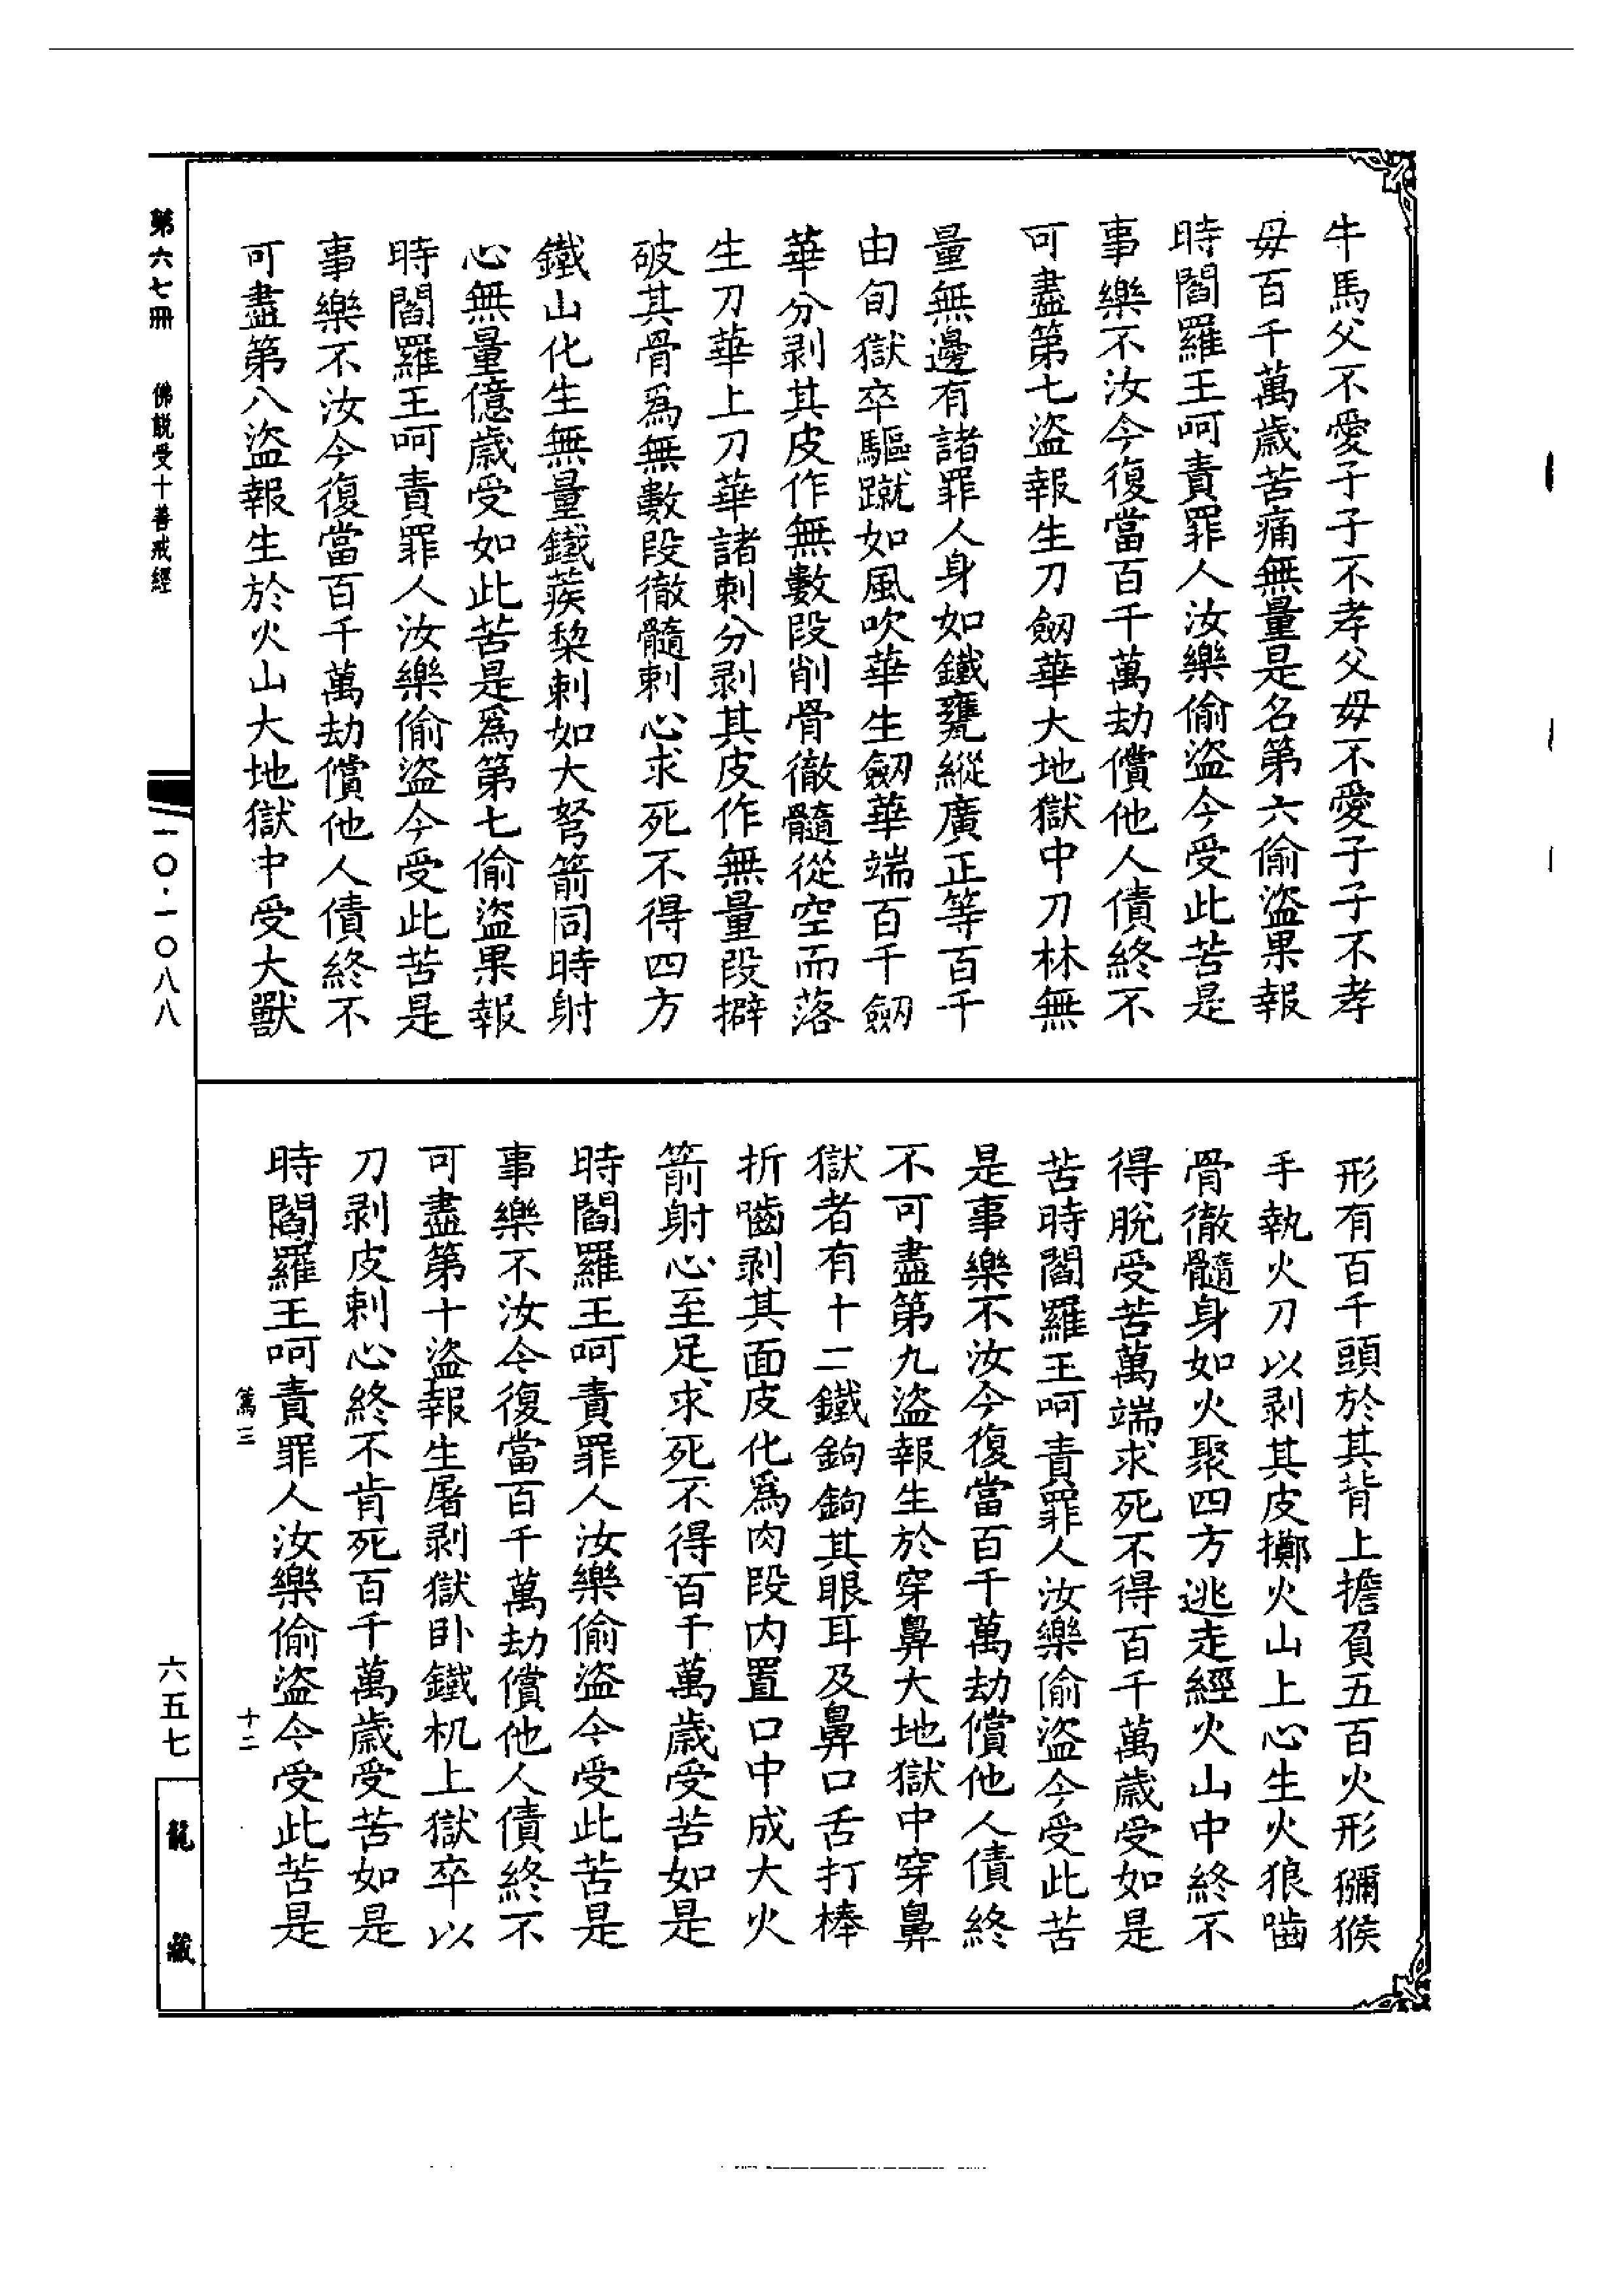 牛馬父不愛子子不孝父毋不愛子子不孝
毋百千萬歲苦痛無量是名第六偷盜果報
時閻羅王呵責罪人汝樂偷盜今受此苦是
事樂不汝今復當百千萬劫償他人債終不
可盡第七盜報生刀劒華大地獄中刀林無
量無邊有諸罪人身如鐵甕縱廣正等百千
由旬獄卒驅蹴如風吹華生劒華端百千劒
華分剥其皮作無數段削骨徹髓從空而落
生刀華上刀華諸刺分剥其皮作無量段擗
破其骨爲無數段徹髓刺心求死不得四方
鐵山化生無量鐵蒺棃刺如大弩箭同時射
心無量億歲受如此苦是爲第七偷盜果報
時閻羅王呵責罪人汝樂偷盜今受此苦是
事樂不汝今復當百千萬劫償他人債終不
可盡第八盜報生於火山大地獄中受大獸
形有百千頭於其背上擔負五百火形獼猴
手執火刀以剥其皮擲火山上心生火狼嚙
骨徹髓身如火聚四方逃走經火山中終不
得脫受苦萬端求死不得百千萬歲受如是
苦時閻羅王呵責罪人汝樂偷盜今受此苦
是事樂不汝今復當百千萬劫償他人債終
不可盡第九盜報生於穿鼻大地獄中穿鼻
獄者有十二鐵鉤鉤其眼耳及鼻口舌打棒
折嚙剥其面皮化爲肉段內置口中成大火
箭射心至足求死不得百千萬歲受苦如是
時閻羅王呵責罪人汝樂偷盜今受此苦是
事樂不汝今復當百千萬劫償他人債終不
可盡第十盜報生屠剥獄卧鐵机上獄卒以
刀剥皮刺心終不肯死百千萬歲受苦如是
時閻羅王呵責罪人汝樂偷盜今受此苦是
篤三 十二
第六七冊 佛説受十善戒經
一〇·一〇八八
六五七
龍藏